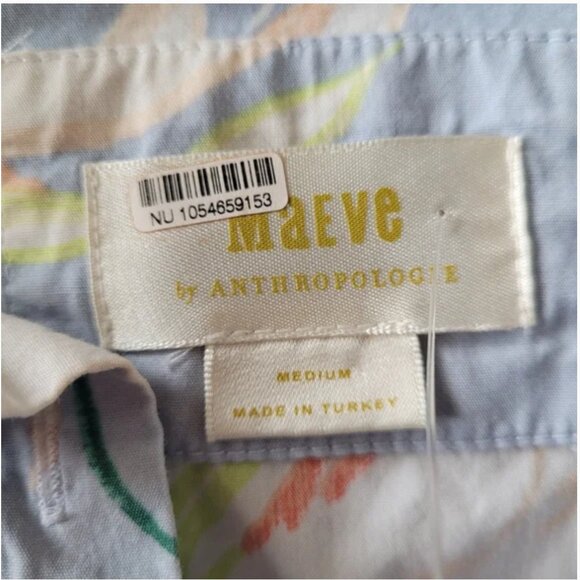 NU 1054659153
MaEVe
by ANTHROPOLOGIE
MEDIUM
MADE IN TURKEY